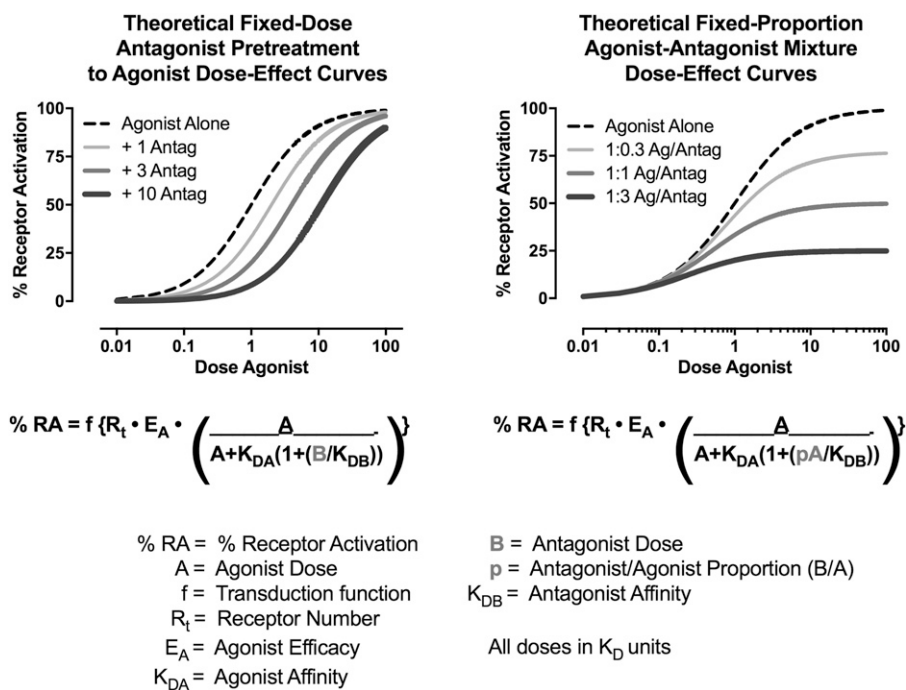 Theoretical Fixed-Dose
Antagonist Pretreatment
to Agonist Dose-Effect Curves
% Receptor Activation
100
75
50
25
0
Agonist Alone
+ 1 Antag
+ 3 Antag
+ 10 Antag
0.01 0.1 1 10 100
Dose Agonist
Theoretical Fixed-Proportion
Agonist-Antagonist Mixture
Dose-Effect Curves
% Receptor Activation
100
75
50
25
0
Agonist Alone
1:0.3 Ag/Antag
1:1 Ag/Antag
1:3 Ag/Antag
0.01 0.1 1 10 100
Dose Agonist
% RA = f {Rt • EA • ( A / A+KDA(1+(B/KDB)) )}
% RA = f {Rt • EA • ( A / A+KDA(1+(pA/KDB)) )}
% RA = % Receptor Activation
A = Agonist Dose
f = Transduction function
Rt = Receptor Number
EA = Agonist Efficacy
KDA = Agonist Affinity
B = Antagonist Dose
p = Antagonist/Agonist Proportion (B/A)
KDB = Antagonist Affinity
All doses in KD units